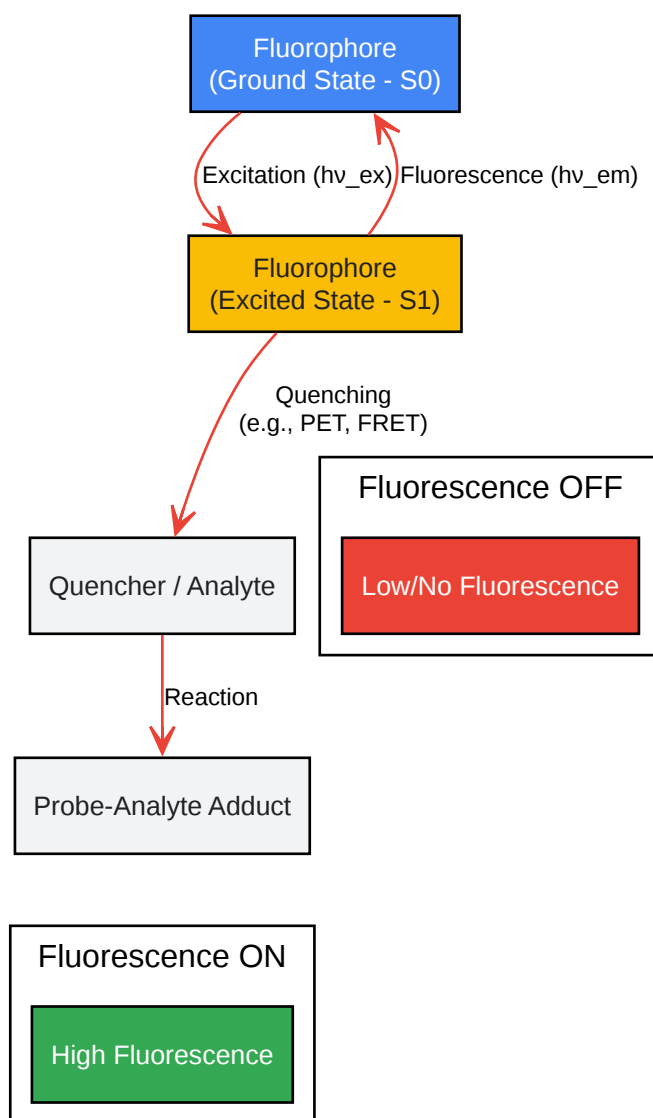 Fluorophore
(Ground State - S0)
Excitation (hν_ex)
Fluorescence (hν_em)
Fluorophore
(Excited State - S1)
Quenching
(e.g., PET, FRET)
Fluorescence OFF
Low/No Fluorescence
Quencher / Analyte
Reaction
Probe-Analyte Adduct
Fluorescence ON
High Fluorescence